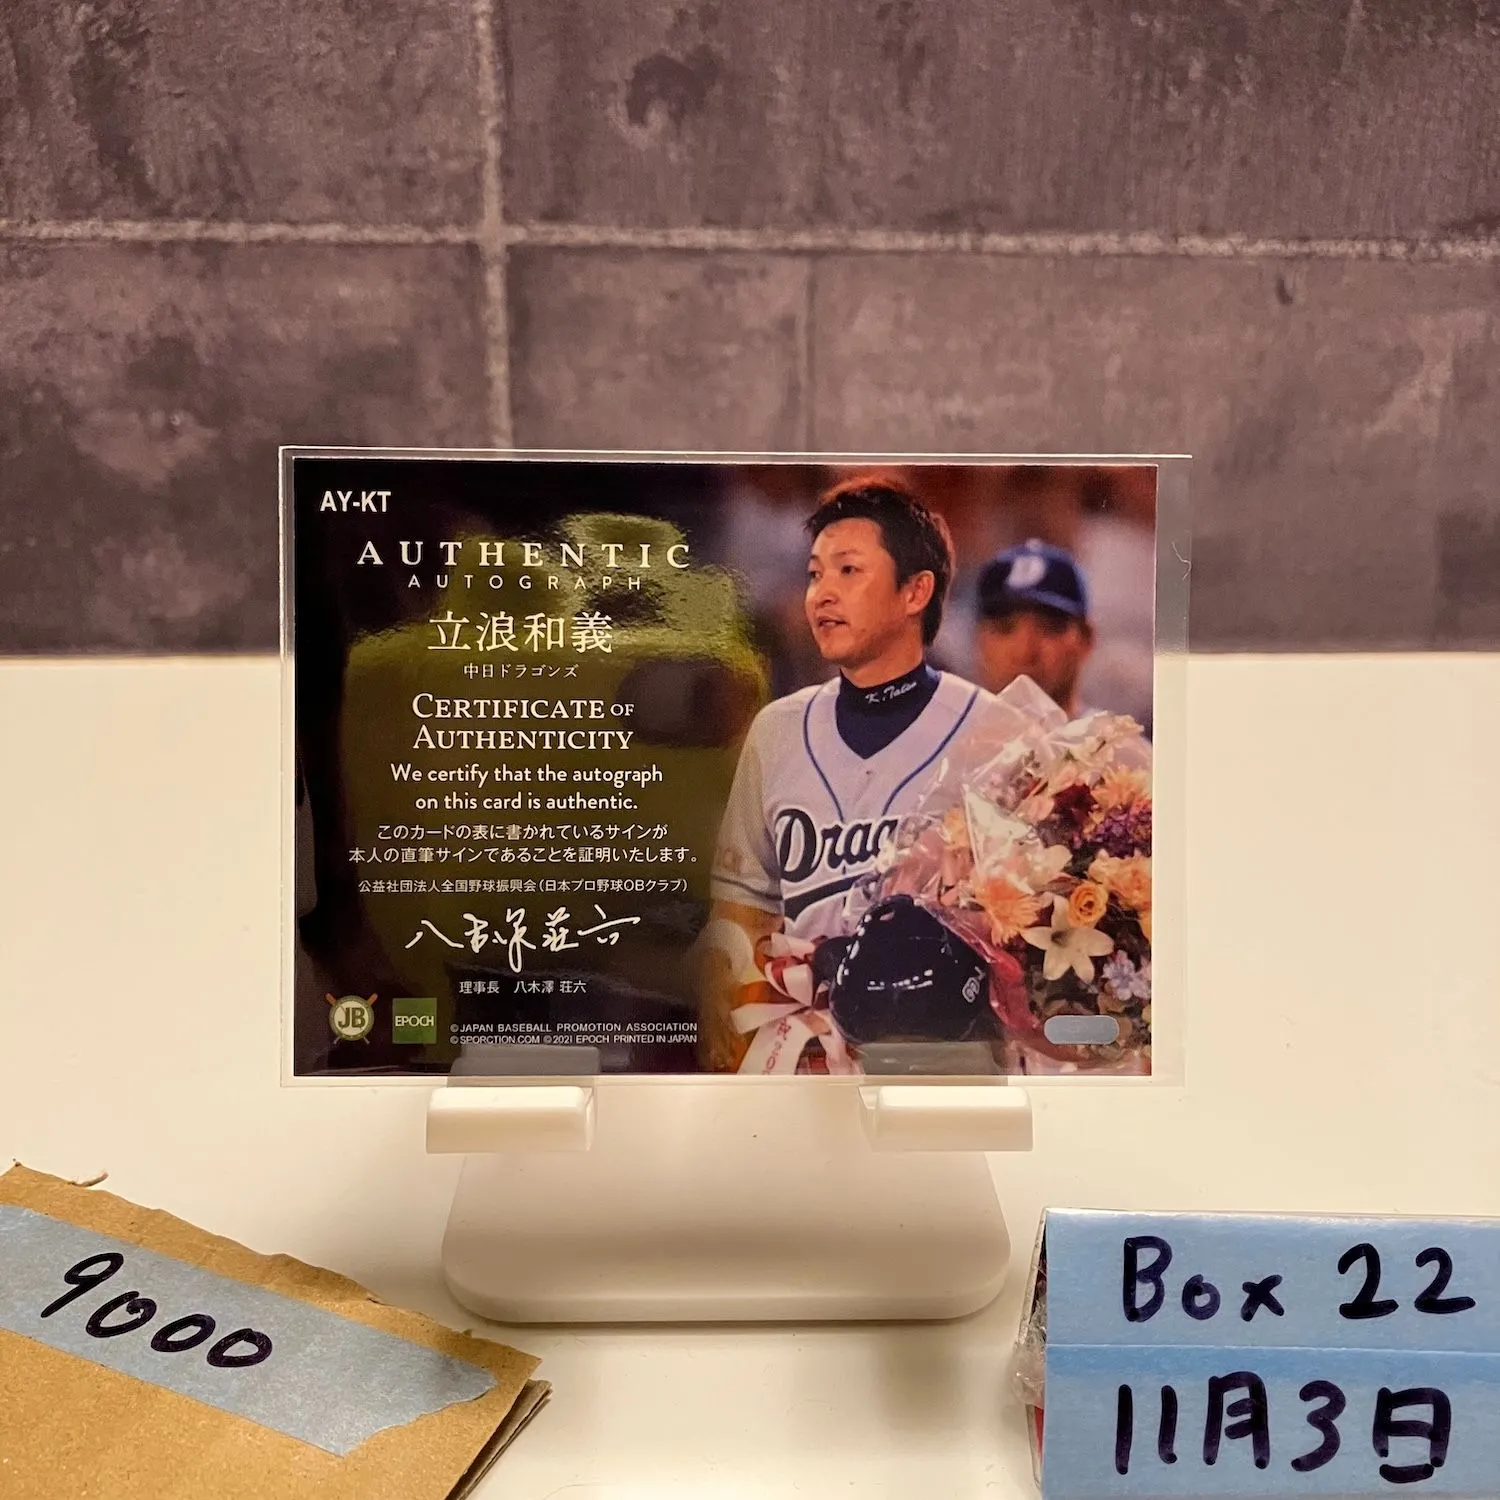 AY-KT
AUTHENTIC
AUTOGRAPH
立浪和義
中日ドラゴンズ
CERTIFICATE OF
AUTHENTICITY
We certify that the autograph
on this card is authentic.
このカードの表に書かれているサインが
本人の直筆サインであることを証明いたします。
公益社団法人全国野球振興会(日本プロ野球OBクラブ)
八木澤荘六
理事長 八木澤 荘六
JB
EPOCH
©JAPAN BASEBALL PROMOTION ASSOCIATION
©SPORCTION.COM ©2021 EPOCH PRINTED IN JAPAN
D
K.Tatsu
Drag
9000
Box 22
11月3日